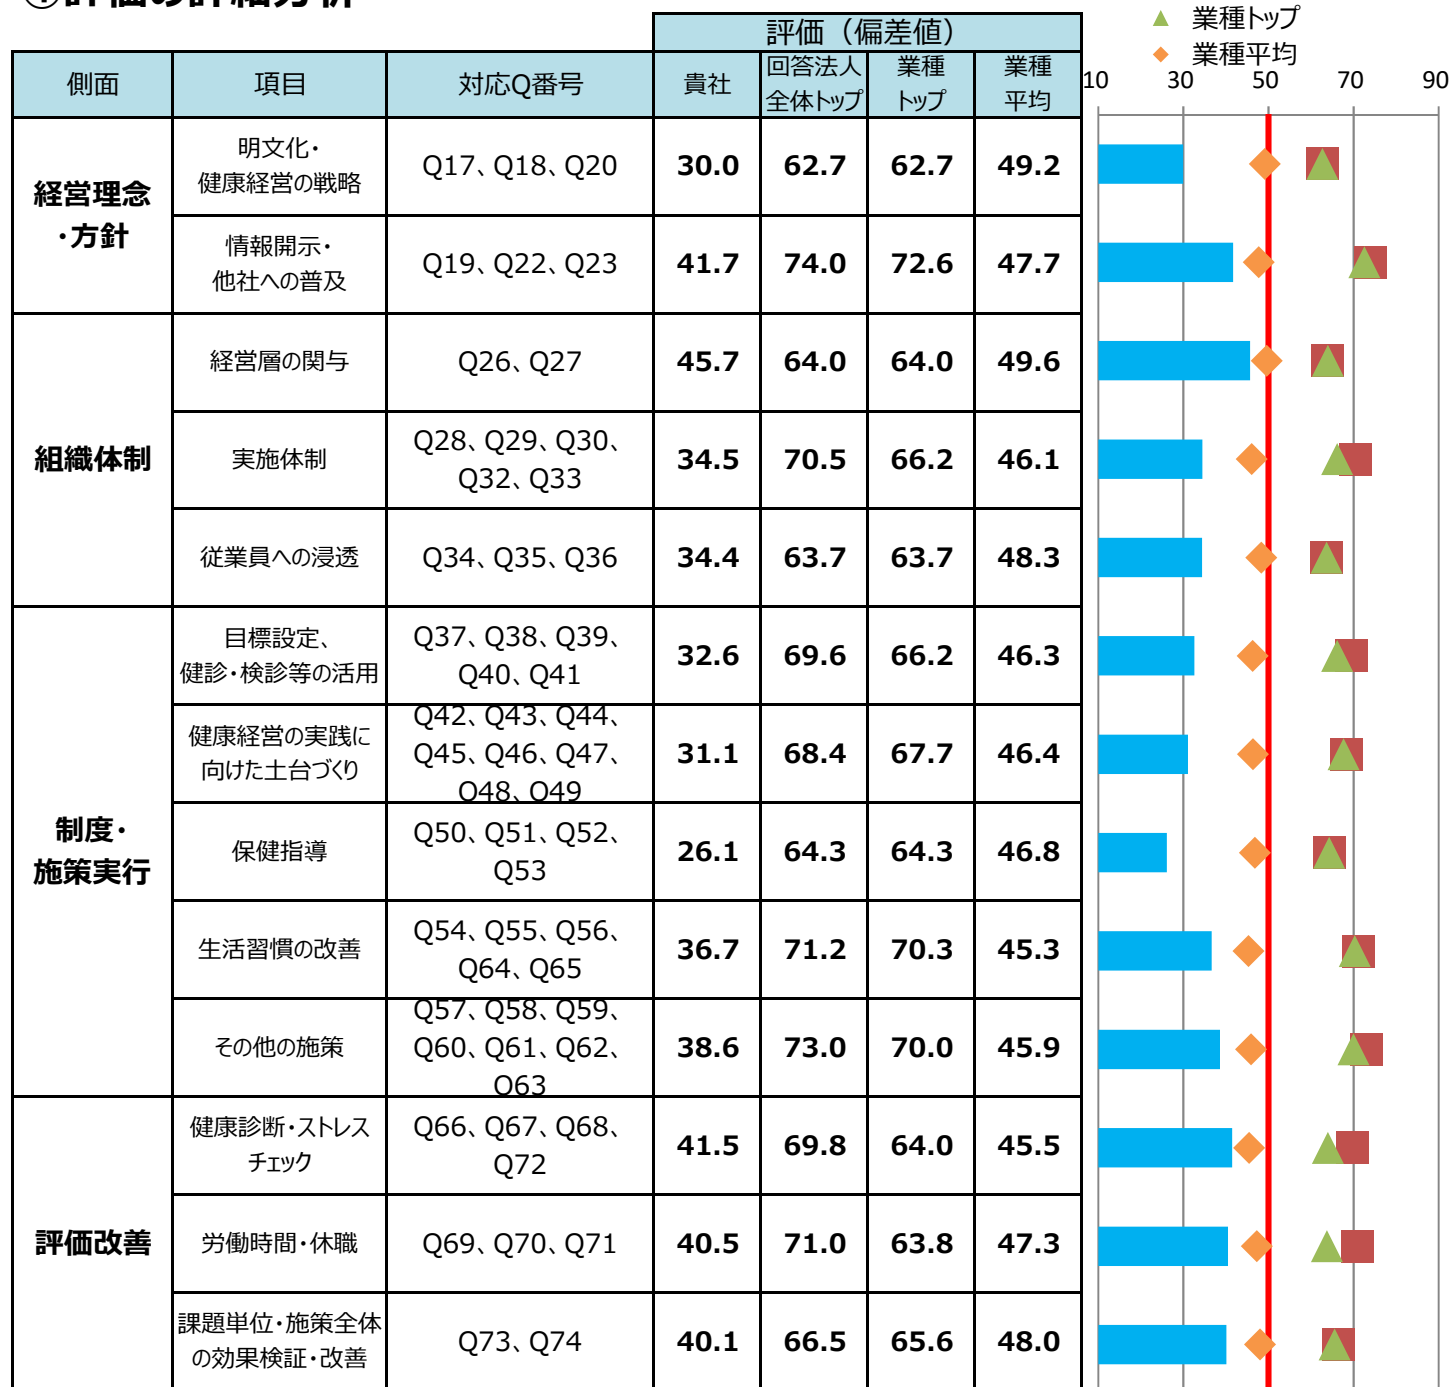 ①評価の詳細分析
業種トップ
業種平均
評価（偏差値）
側面 項目 対応Q番号 貴社 回答法人全体トップ 業種トップ 業種平均
10 30 50 70 90
経営理念・方針
明文化・
健康経営の戦略
Q17、Q18、Q20
30.0 62.7 62.7 49.2
情報開示・
他社への普及
Q19、Q22、Q23
41.7 74.0 72.6 47.7
組織体制
経営層の関与
Q26、Q27
45.7 64.0 64.0 49.6
実施体制
Q28、Q29、Q30、
Q32、Q33
34.5 70.5 66.2 46.1
従業員への浸透
Q34、Q35、Q36
34.4 63.7 63.7 48.3
制度・
施策実行
目標設定、
健診・検診等の活用
Q37、Q38、Q39、
Q40、Q41
32.6 69.6 66.2 46.3
健康経営の実践に
向けた土台づくり
Q42、Q43、Q44、
Q45、Q46、Q47、
Q48、Q49
31.1 68.4 67.7 46.4
保健指導
Q50、Q51、Q52、
Q53
26.1 64.3 64.3 46.8
生活習慣の改善
Q54、Q55、Q56、
Q64、Q65
36.7 71.2 70.3 45.3
その他の施策
Q57、Q58、Q59、
Q60、Q61、Q62、
Q63
38.6 73.0 70.0 45.9
評価改善
健康診断・ストレス
チェック
Q66、Q67、Q68、
Q72
41.5 69.8 64.0 45.5
労働時間・休職
Q69、Q70、Q71
40.5 71.0 63.8 47.3
課題単位・施策全体
の効果検証・改善
Q73、Q74
40.1 66.5 65.6 48.0